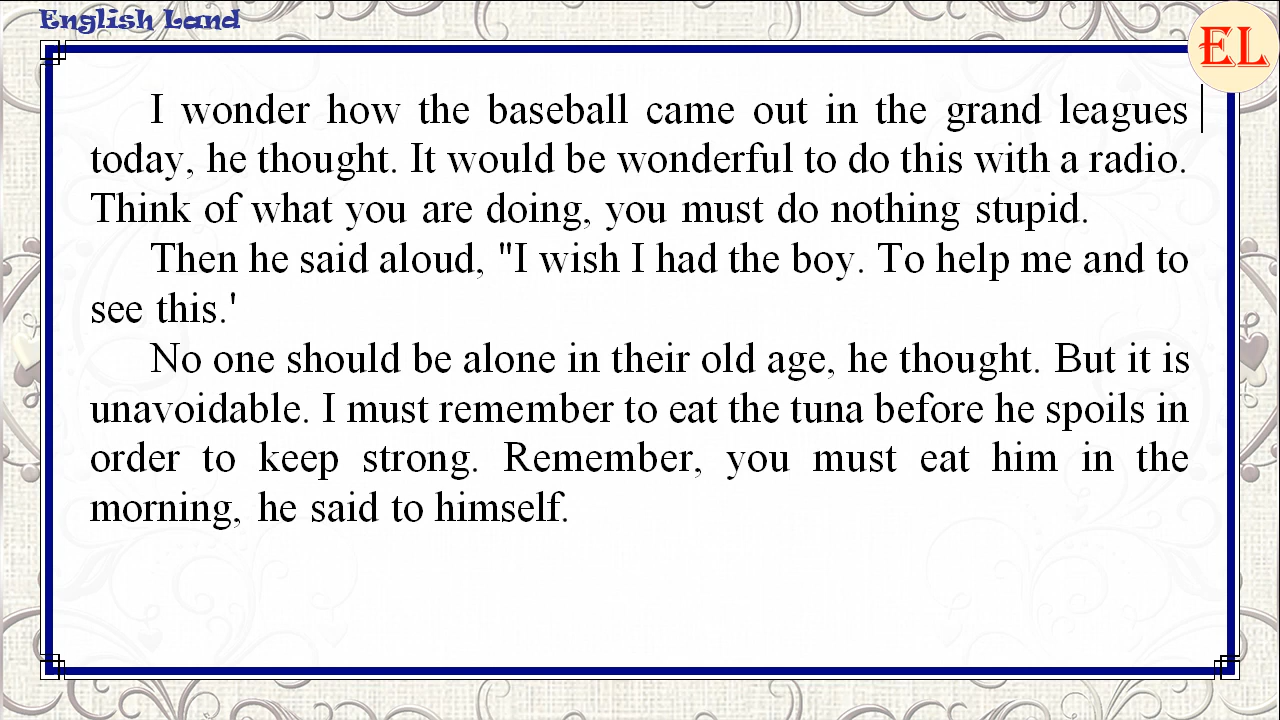 English Land
EL
I wonder how the baseball came out in the grand leagues
today, he thought. It would be wonderful to do this with a radio.
Think of what you are doing, you must do nothing stupid.
Then he said aloud, "I wish I had the boy. To help me and to
see this.'
No one should be alone in their old age, he thought. But it is
unavoidable. I must remember to eat the tuna before he spoils in
order to keep strong. Remember, you must eat him in the
morning, he said to himself.